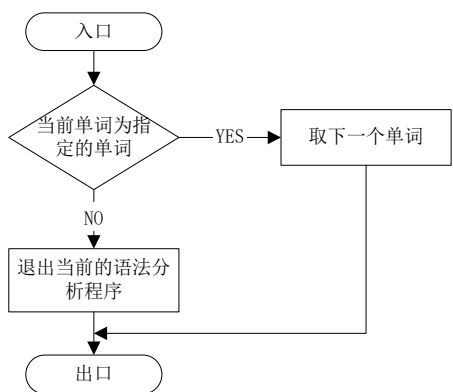 入口
当前单词为指
定的单词
YES
取下一个单词
NO
退出当前的语法分
析程序
出口